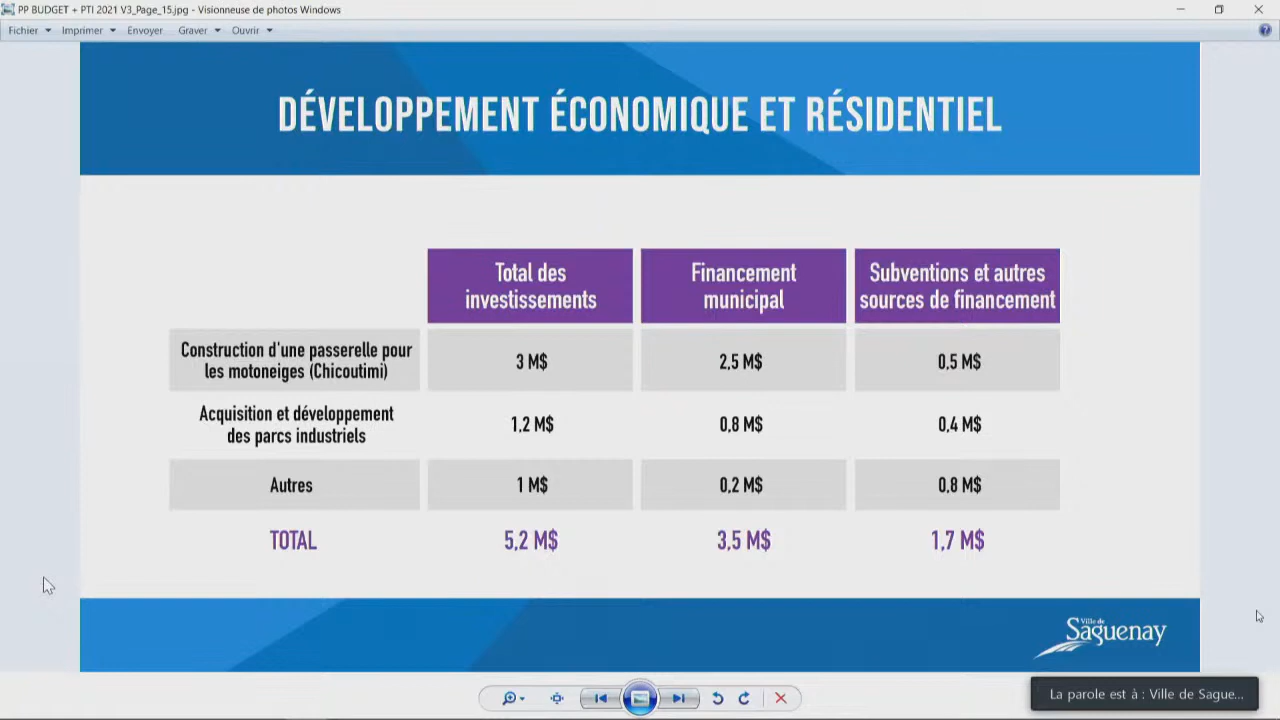 PP BUDGET + PTI 2021 V3_Page_15.jpg - Visionneuse de photos Windows
Fichier Imprimer Envoyer Graver Ouvrir
DÉVELOPPEMENT ÉCONOMIQUE ET RÉSIDENTIEL
Total des
investissements
Financement
municipal
Subventions et autres
sources de financement
Construction d'une passerelle pour
les motoneiges (Chicoutimi)
3 M$ 2,5 M$ 0,5 M$
Acquisition et développement
des parcs industriels
1,2 M$ 0,8 M$ 0,4 M$
Autres 1 M$ 0,2 M$ 0,8 M$
TOTAL 5,2 M$ 3,5 M$ 1,7 M$
Ville de
Saguenay
La parole est à : Ville de Sague...